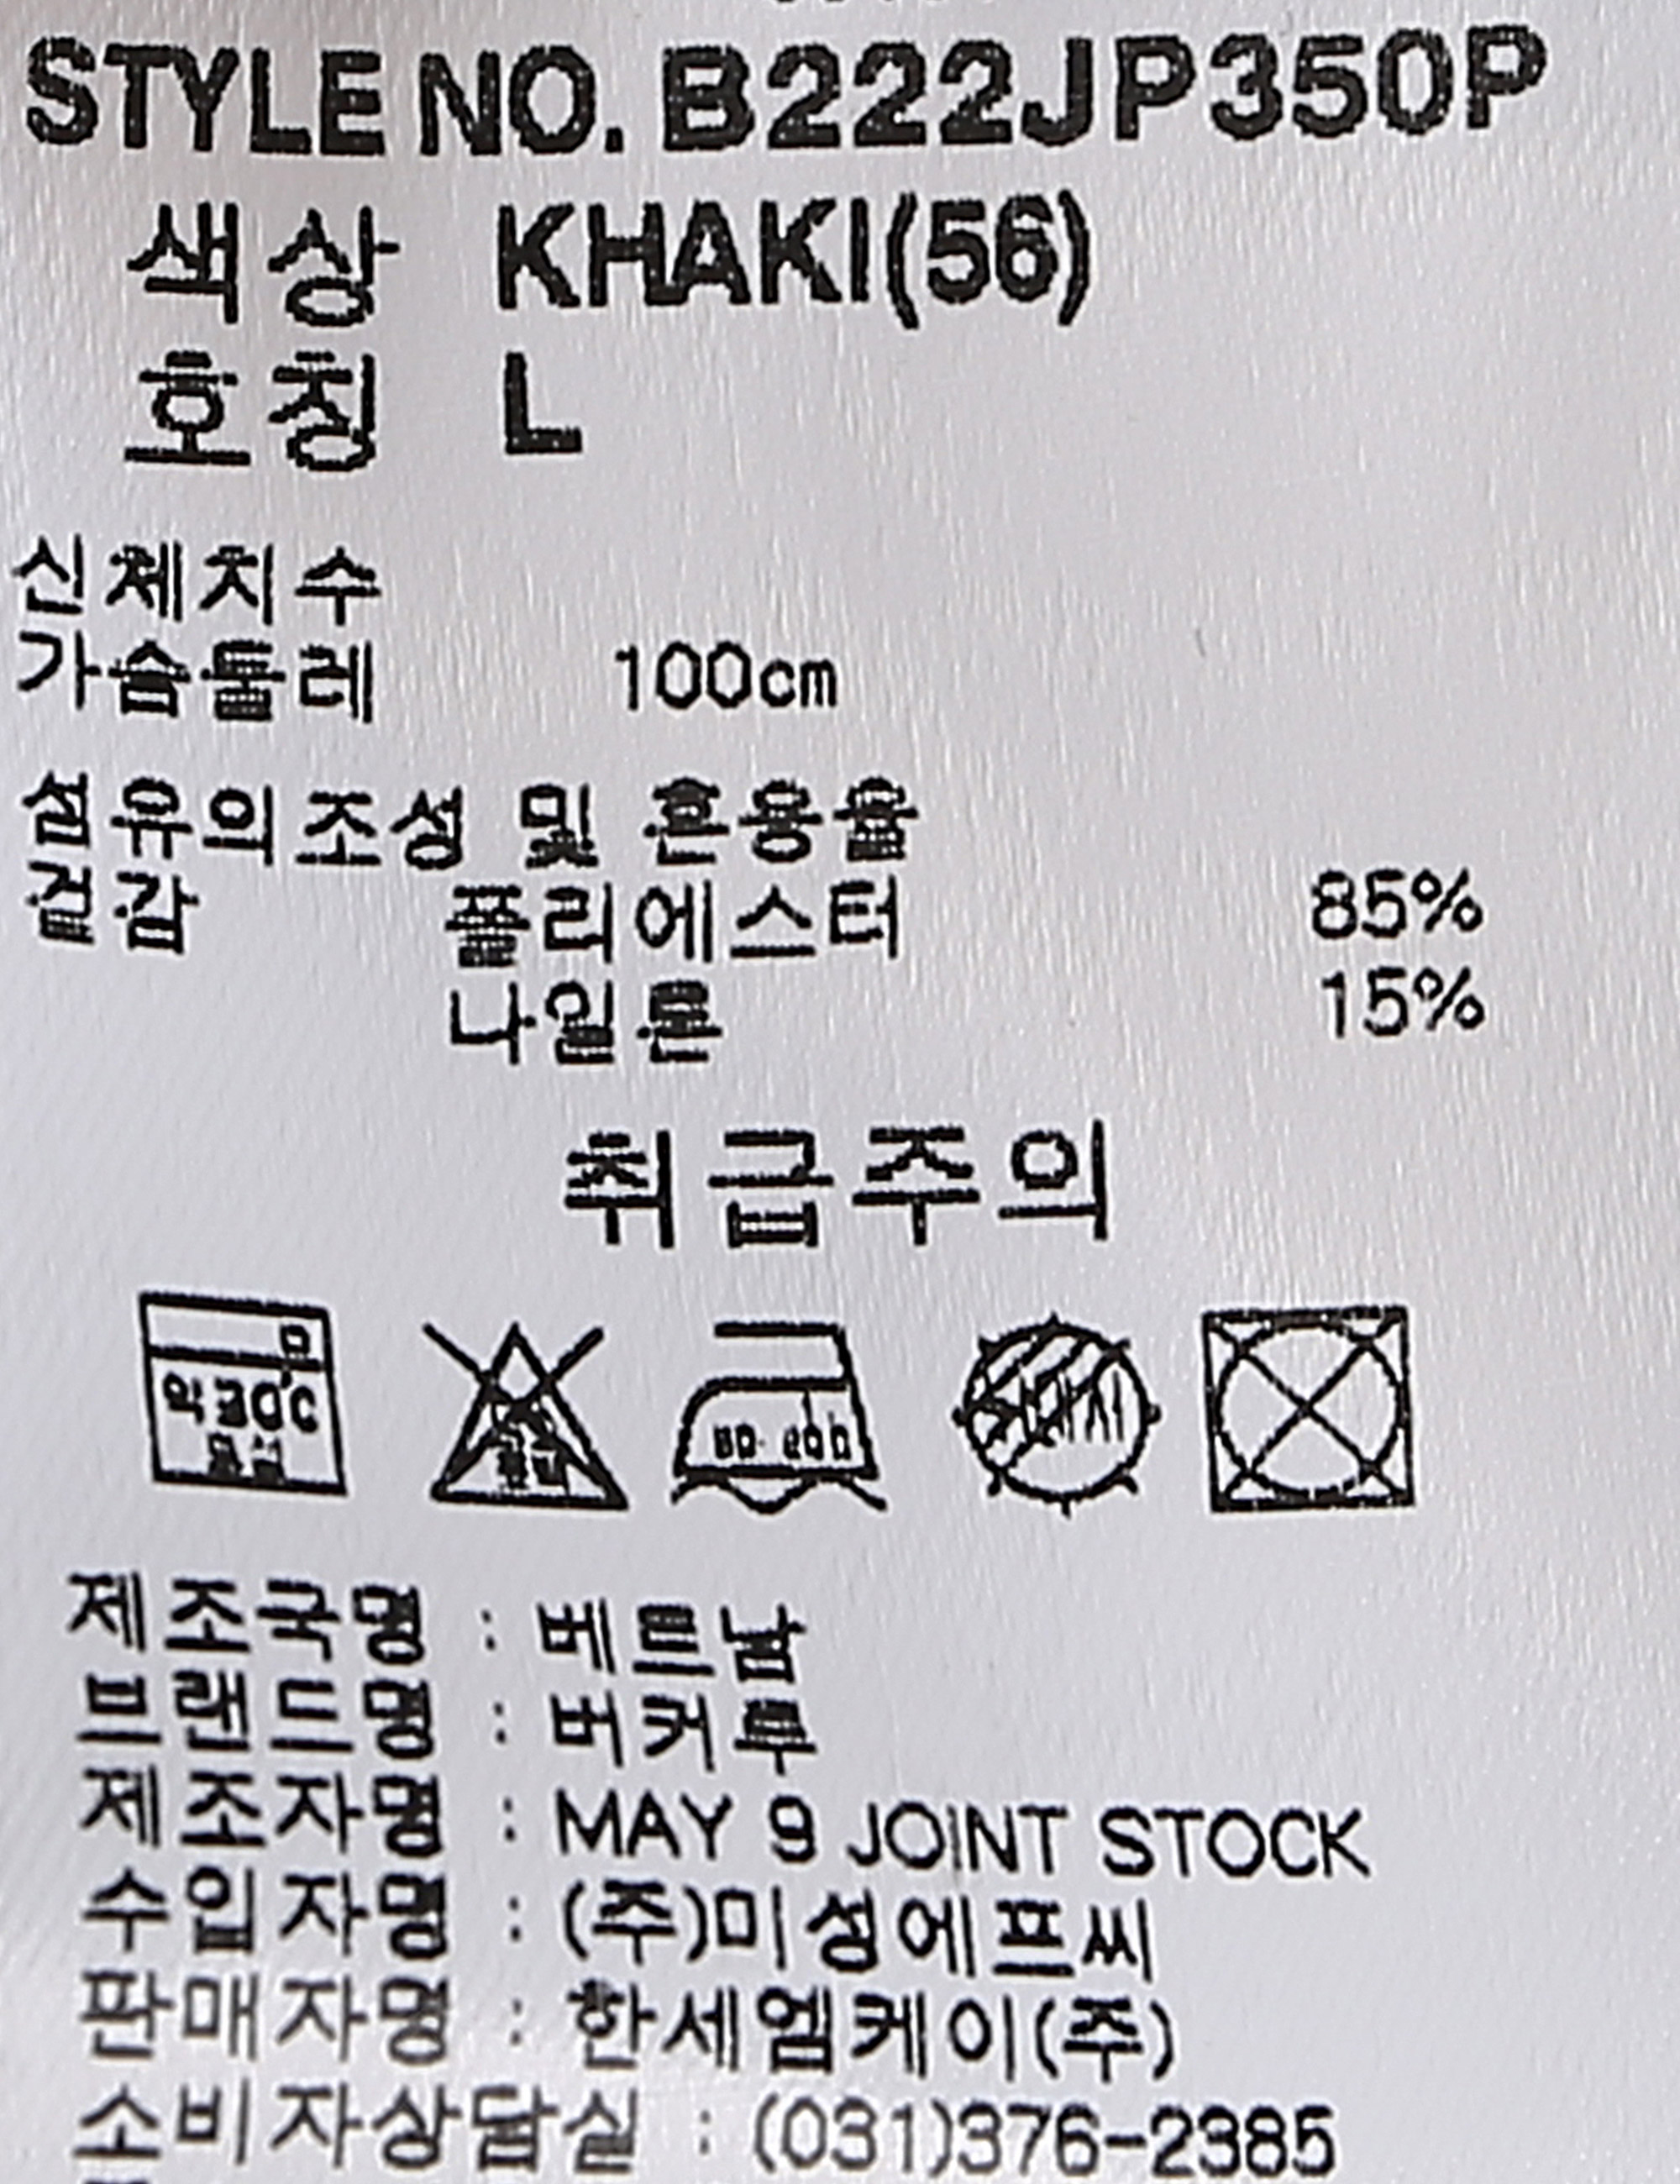 STYLE NO. B222JP350P
색상 KHAKI(56)
호칭 L
신체치수
가슴둘레 100cm
섬유의 조성 및 혼용율
겉감 폴리에스터 85%
나일론 15%
취급주의
제조국명 : 베트남
브랜드명 : 버커루
제조자명 : MAY 9 JOINT STOCK
수입자명 : (주)미성에프씨
판매자명 : 한세엠케이(주)
소비자상담실 : (031)376-2385